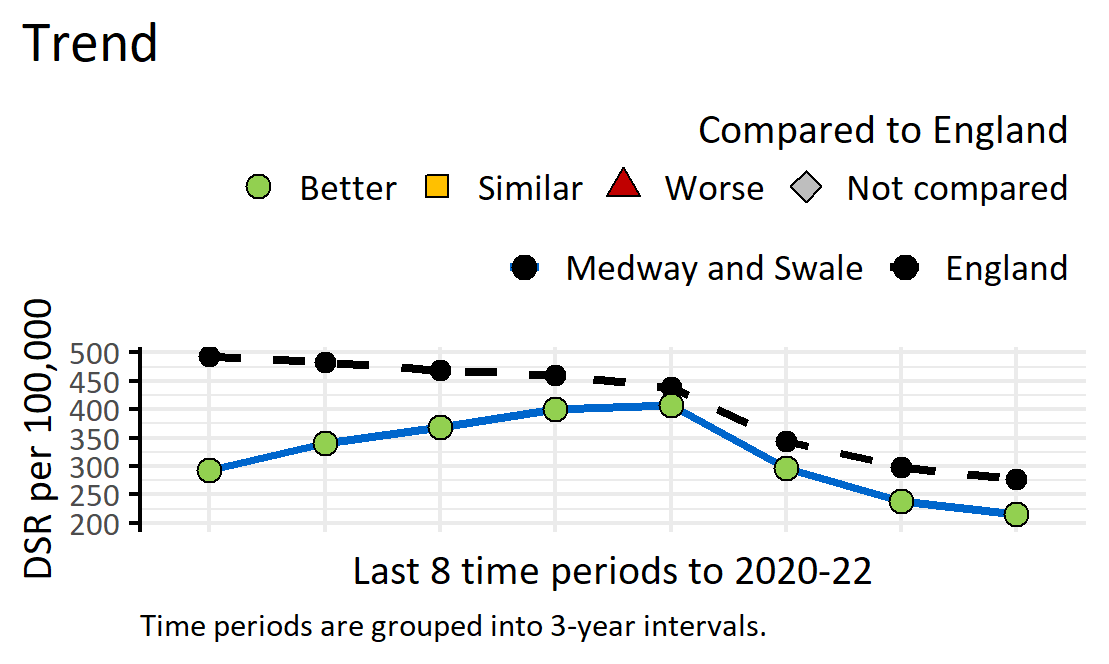 Trend
Compared to England
Better Similar Worse Not compared
Medway and Swale England
DSR per 100,000
500
450
400
350
300
250
200
Last 8 time periods to 2020-22
Time periods are grouped into 3-year intervals.